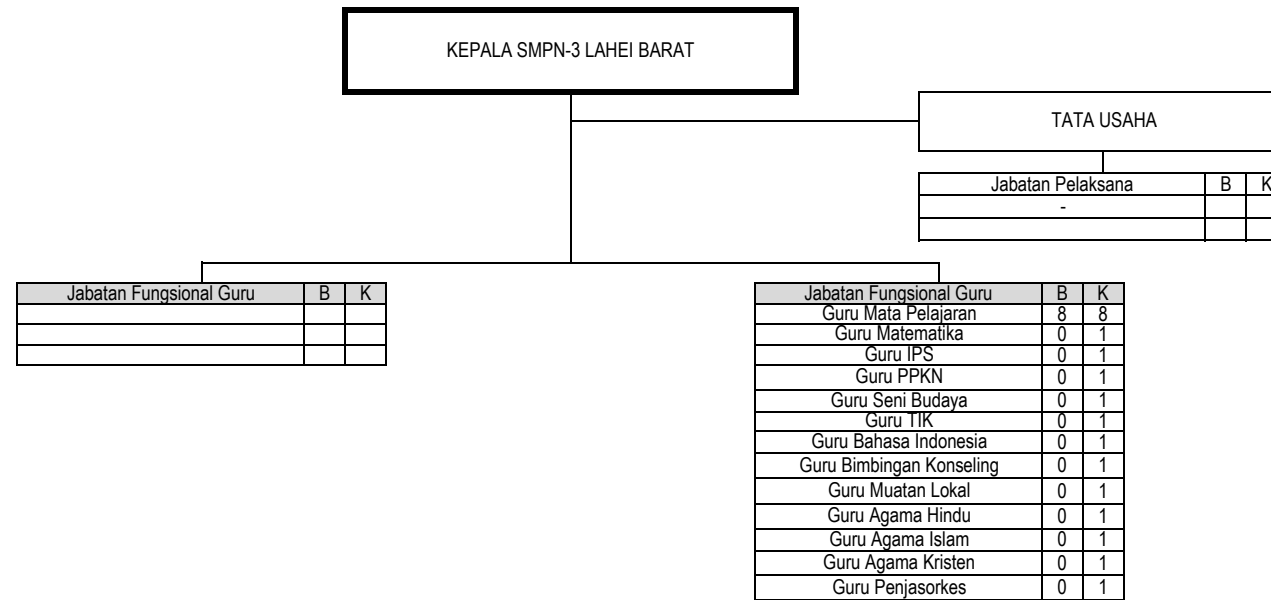 KEPALA SMPN-3 LAHEI BARAT
TATA USAHA
Jabatan Pelaksana B K
-
Jabatan Fungsional Guru B K
Jabatan Fungsional Guru B K
Guru Mata Pelajaran 8 8
Guru Matematika 0 1
Guru IPS 0 1
Guru PPKN 0 1
Guru Seni Budaya 0 1
Guru TIK 0 1
Guru Bahasa Indonesia 0 1
Guru Bimbingan Konseling 0 1
Guru Muatan Lokal 0 1
Guru Agama Hindu 0 1
Guru Agama Islam 0 1
Guru Agama Kristen 0 1
Guru Penjasorkes 0 1